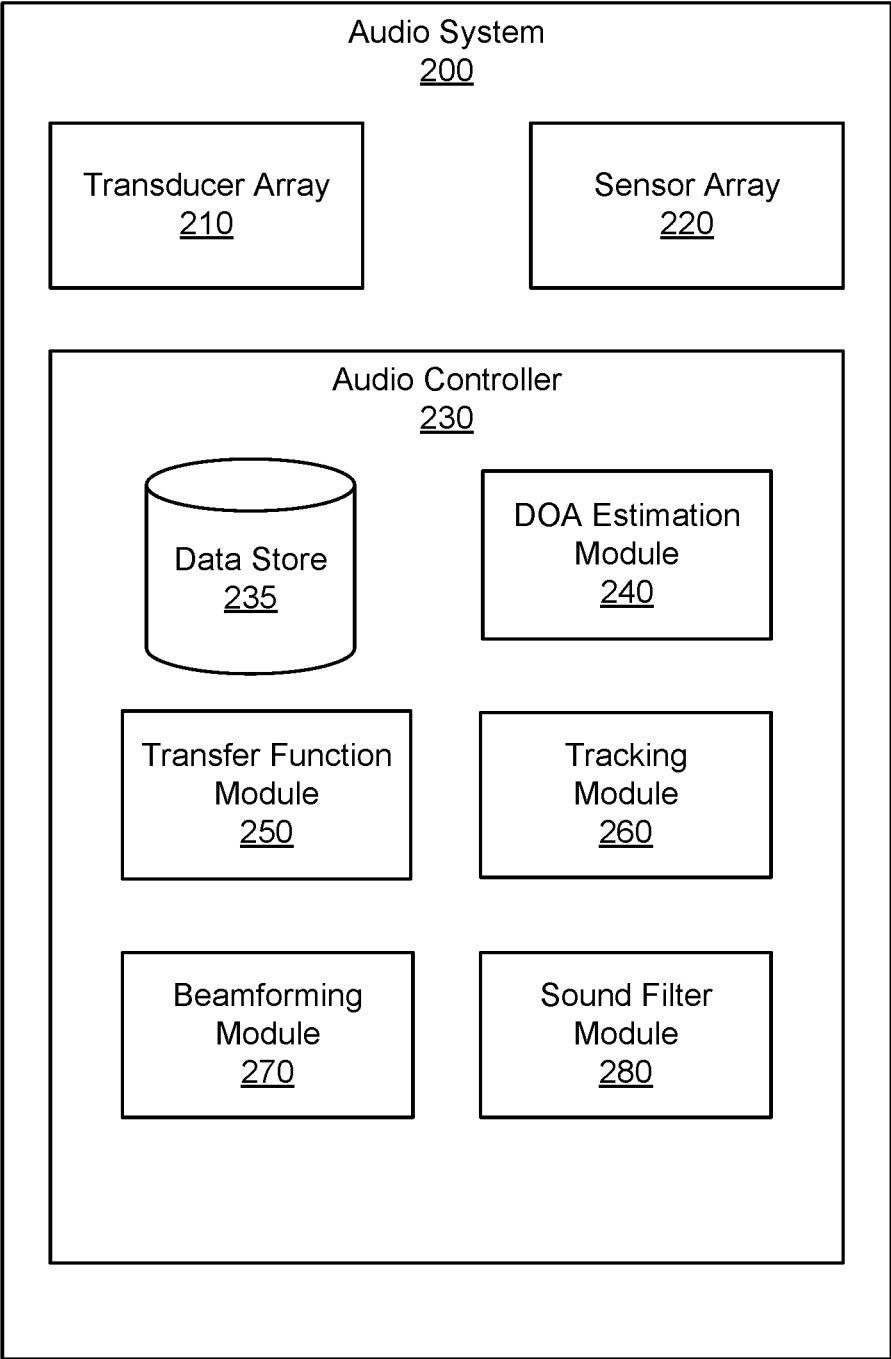 Audio System
200
Transducer Array
210
Sensor Array
220
Audio Controller
230
Data Store
235
DOA Estimation
Module
240
Transfer Function
Module
250
Tracking
Module
260
Beamforming
Module
270
Sound Filter
Module
280